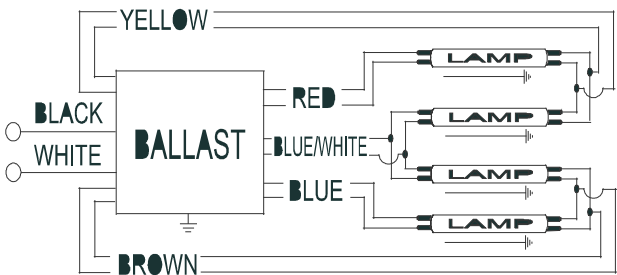 YELLOW
LAMP
BLACK
RED
LAMP
WHITE
BALLAST
BLUE/WHITE
LAMP
BLUE
LAMP
BROWN